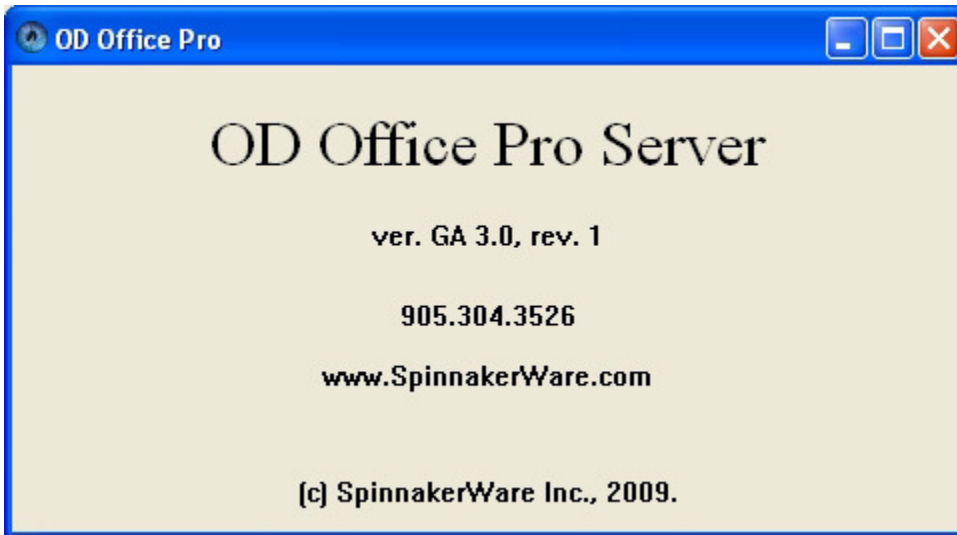 OD Office Pro
OD Office Pro Server
ver. GA 3.0, rev. 1
905.304.3526
www.SpinnakerWare.com
(c) SpinnakerWare Inc., 2009.